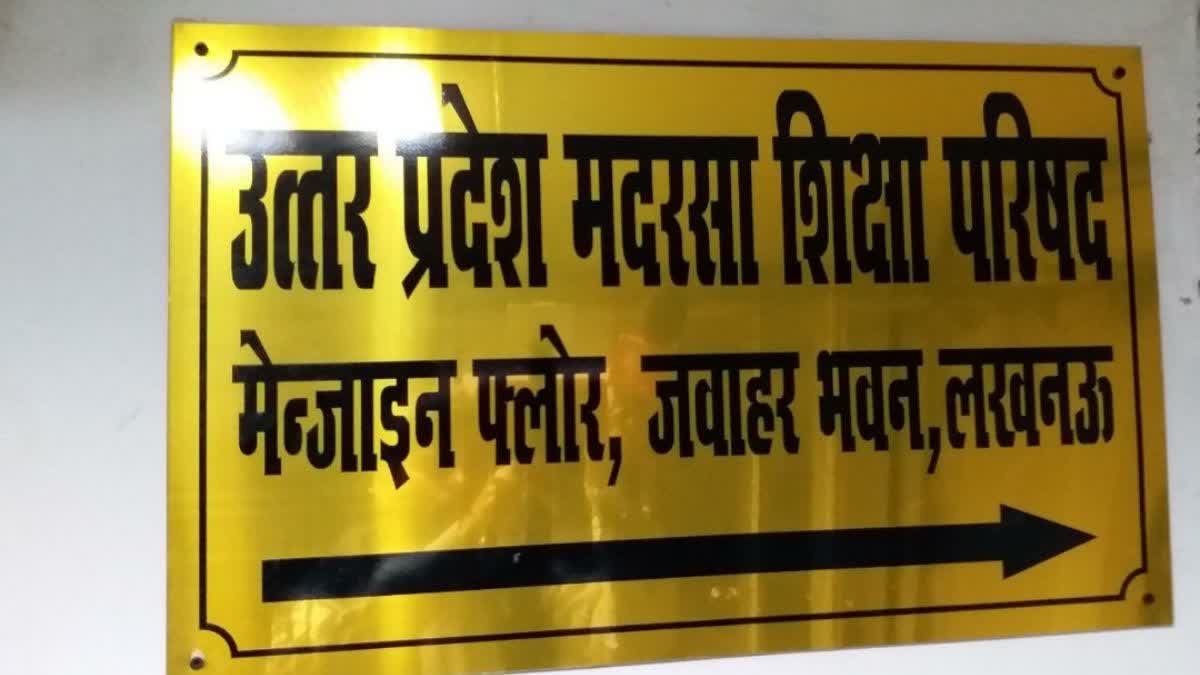 उत्तर प्रदेश मदरसा शिक्षा परिषद
मेन्जाइन फ्लोर, जवाहर भवन,लखनऊ